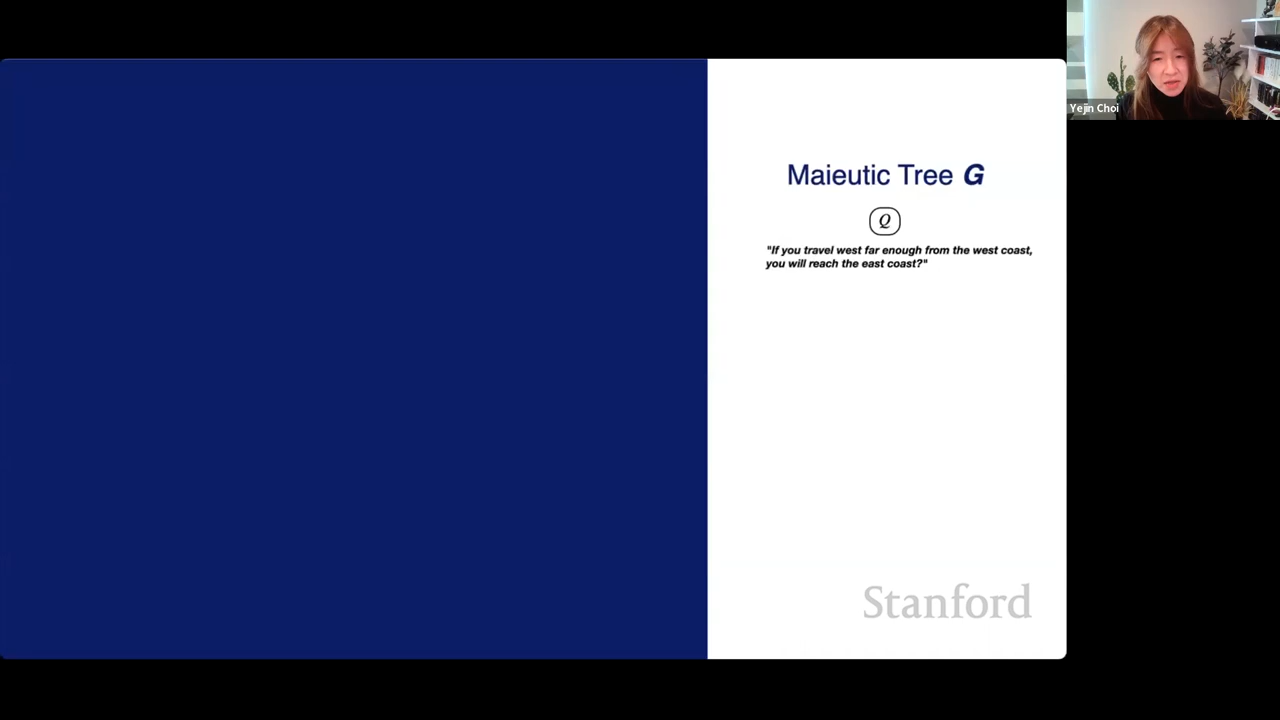 Yejin Choi
Maieutic Tree G
Q
"If you travel west far enough from the west coast,
you will reach the east coast?"
Stanford